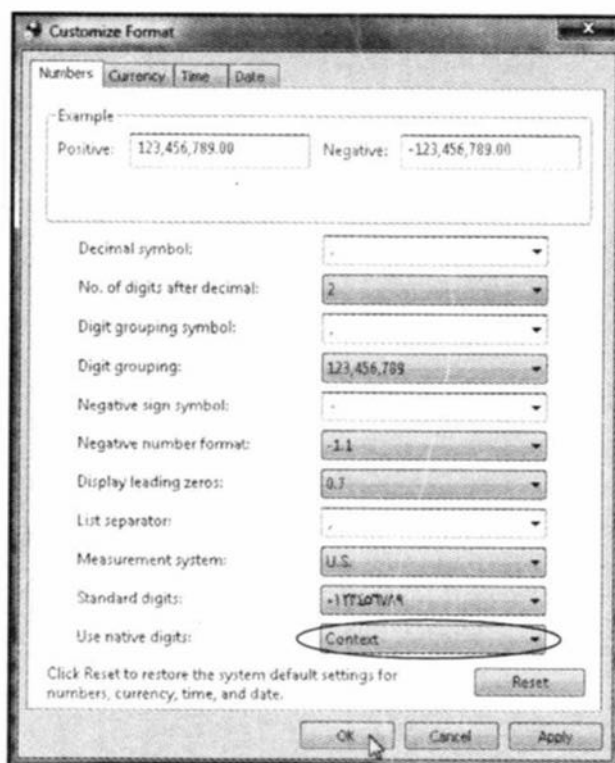 Customize Format
Numbers Currency Time Date
Example
Positive: 123,456,789.00 Negative: -123,456,789.00
Decimal symbol: .
No. of digits after decimal: 2
Digit grouping symbol: ,
Digit grouping: 123,456,789
Negative sign symbol: -
Negative number format: -1.1
Display leading zeros: 0.7
List separator: ,
Measurement system: U.S.
Standard digits: ٠١٢٣٤٥٦٧٨٩
Use native digits: Context
Click Reset to restore the system default settings for
numbers, currency, time, and date.
Reset
OK Cancel Apply